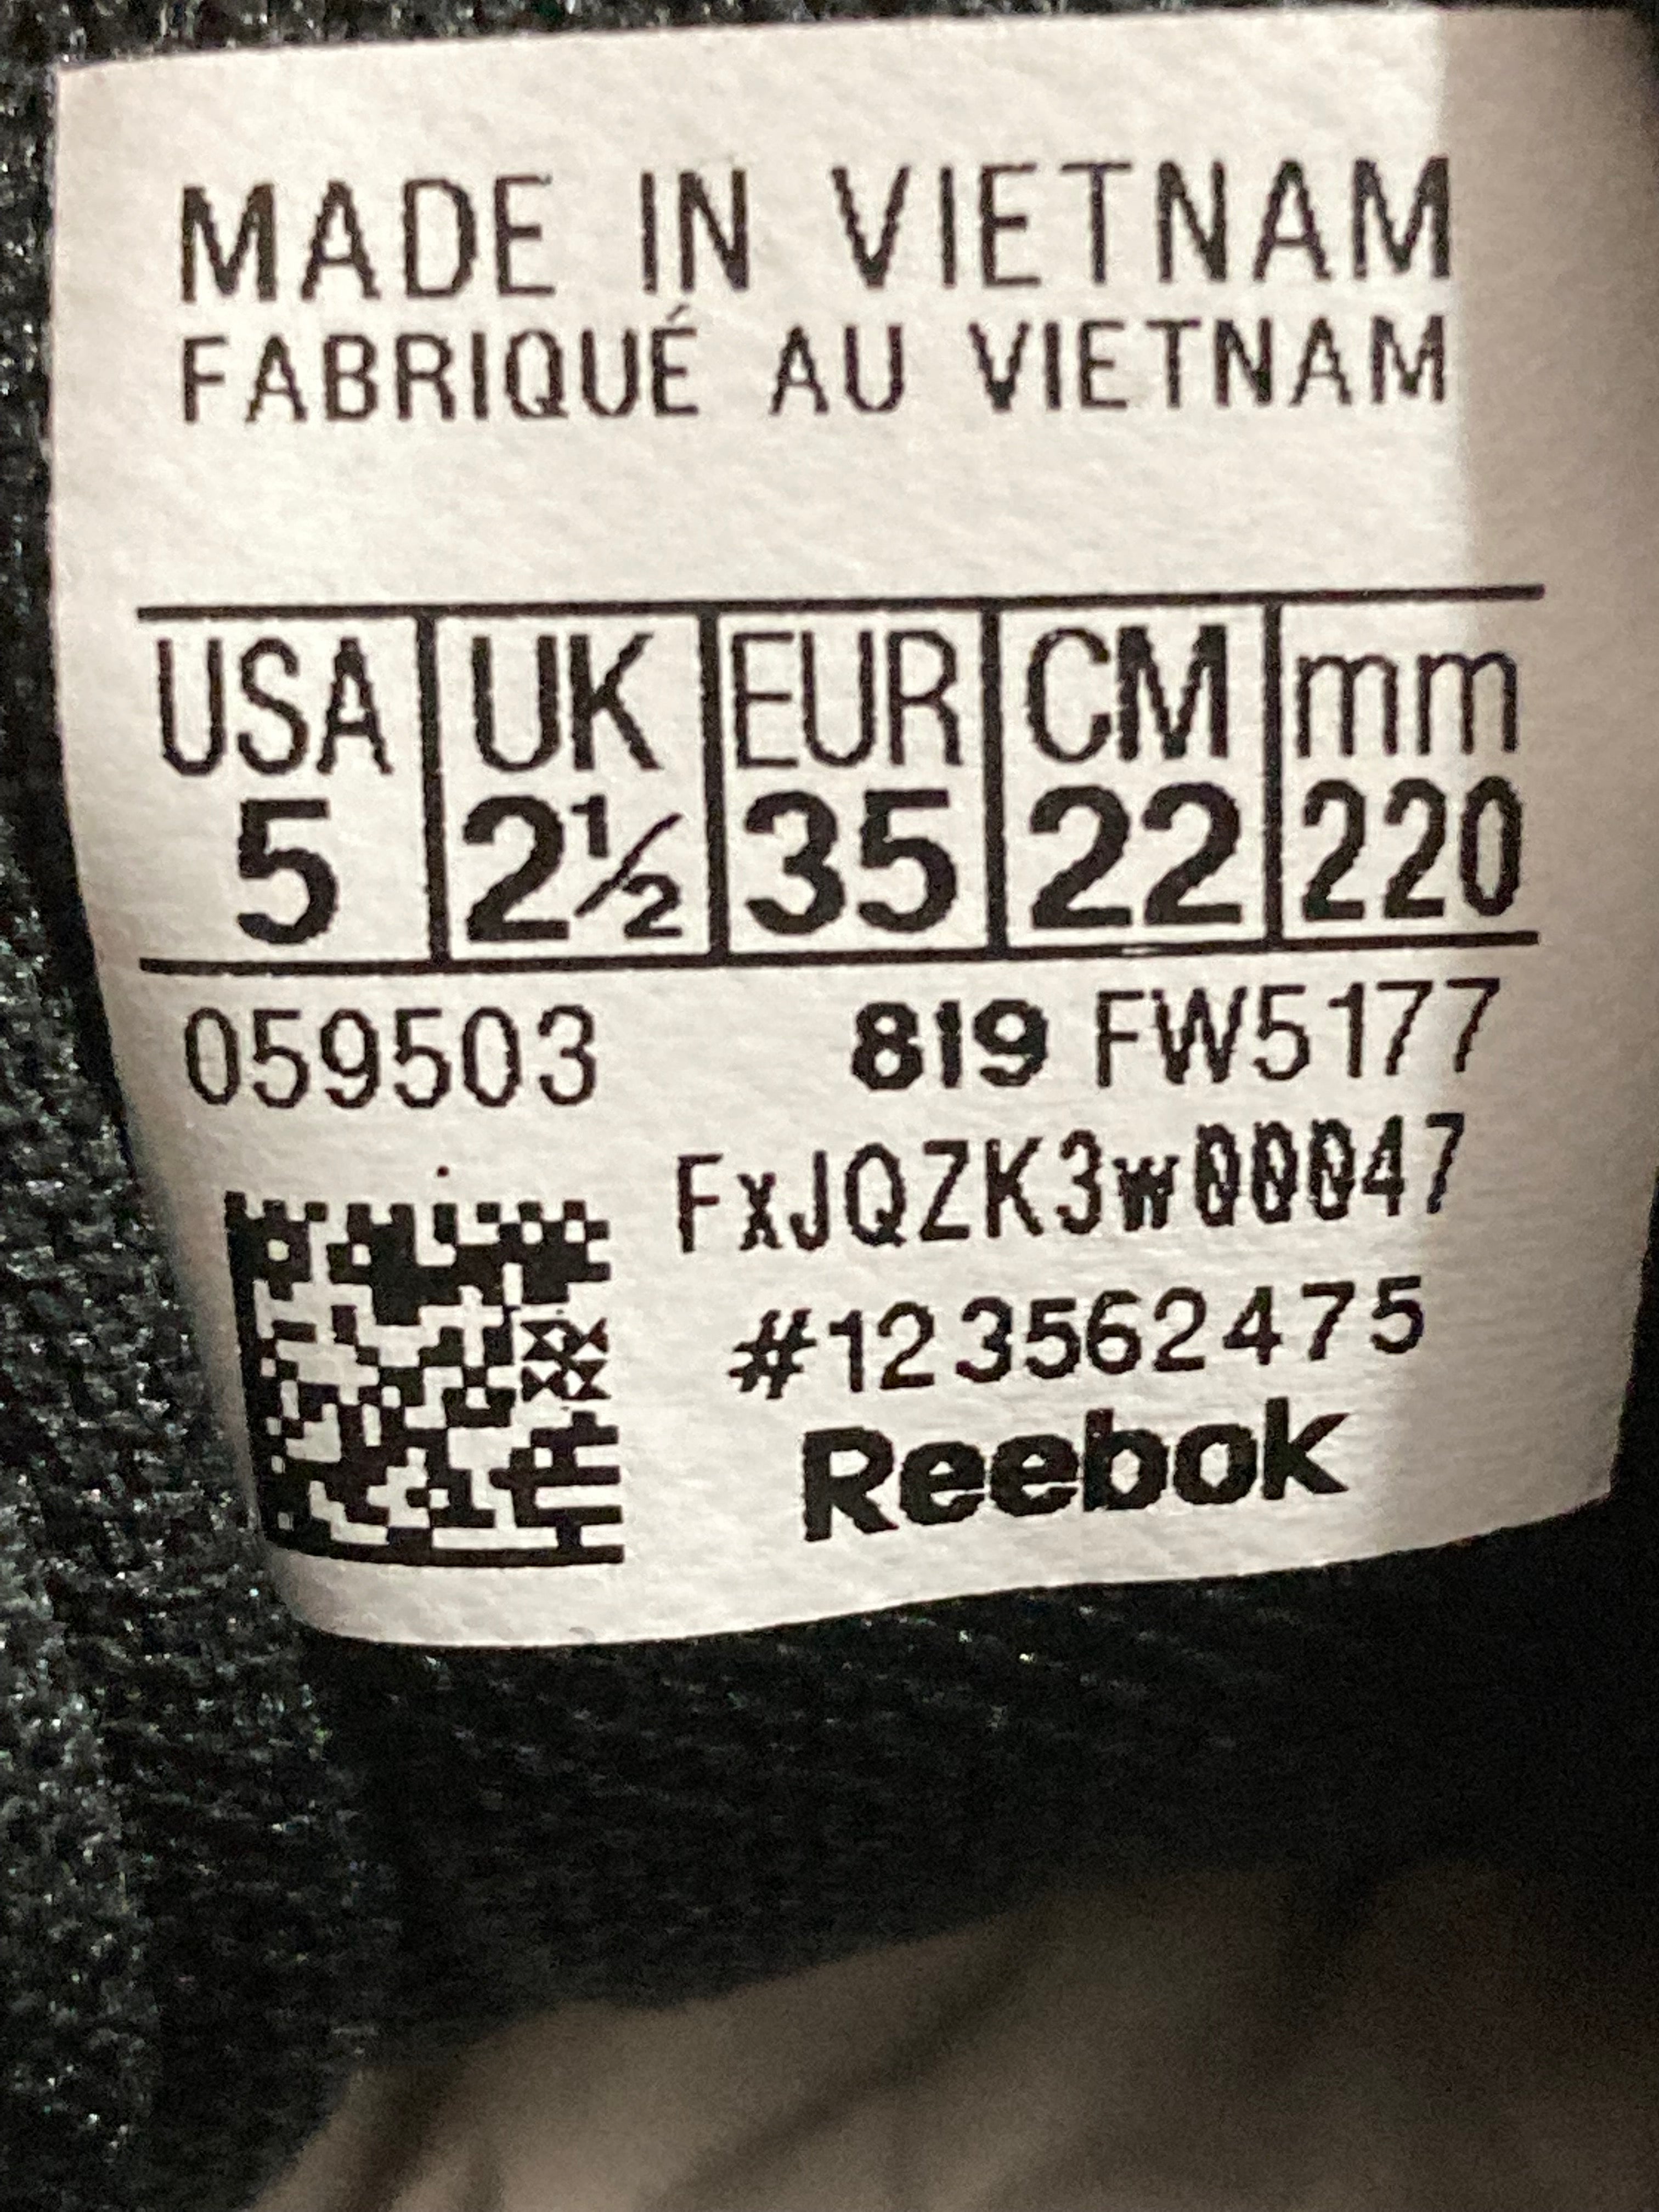 MADE IN VIETNAM
FABRIQUÉ AU VIETNAM
USA UK EUR CM mm
5 2½ 35 22 220
059503 819 FW5177
FxJQZK3w00047
#123562475
Reebok